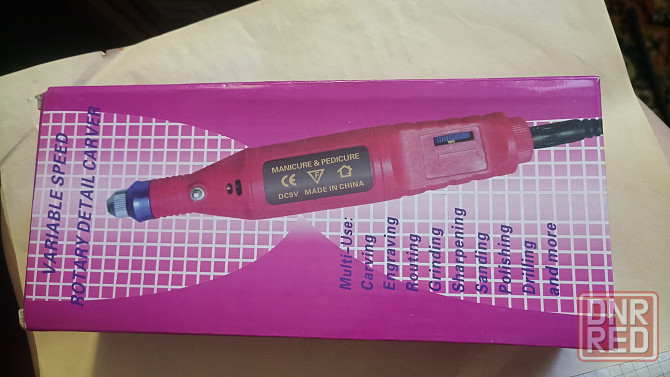 VARIABLE SPEED
ROTARY DETAIL CARVER
MANICURE & PEDICURE
CE F
DC9V MADE IN CHINA
Multi-Use:
Carving
Engraving
Routing
Grinding
Sharpening
Sanding
Polishing
Drilling
and more
DNR
RED